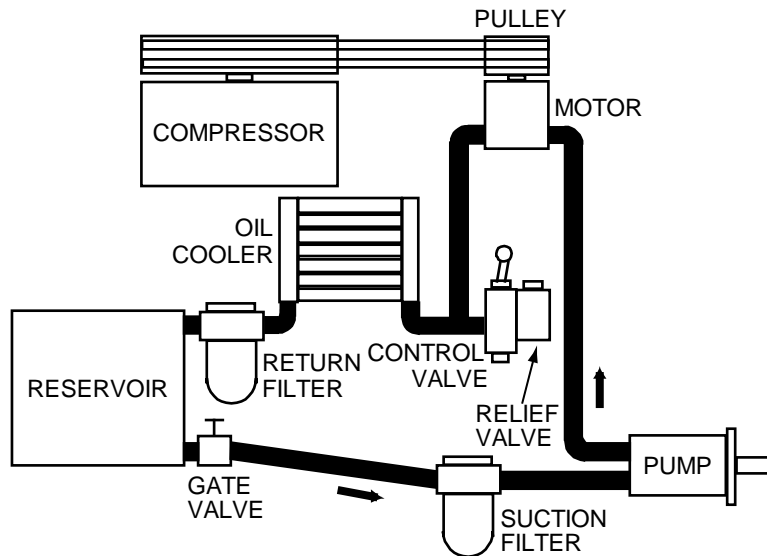 PULLEY
MOTOR
COMPRESSOR
OIL
COOLER
CONTROL
VALVE
RETURN
FILTER
RESERVOIR
RELIEF
VALVE
PUMP
GATE
VALVE
SUCTION
FILTER